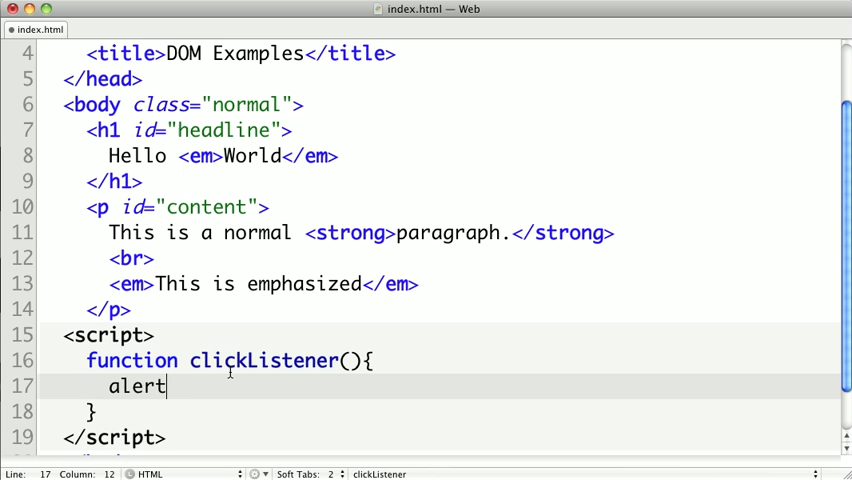 index.html — Web
index.html
4 <title>DOM Examples</title>
5 </head>
6 <body class="normal">
7 <h1 id="headline">
8 Hello <em>World</em>
9 </h1>
10 <p id="content">
11 This is a normal <strong>paragraph.</strong>
12 <br>
13 <em>This is emphasized</em>
14 </p>
15 <script>
16 function clickListener(){
17 alert
18 }
19 </script>
Line: 17 Column: 12 HTML Soft Tabs: 2 clickListener